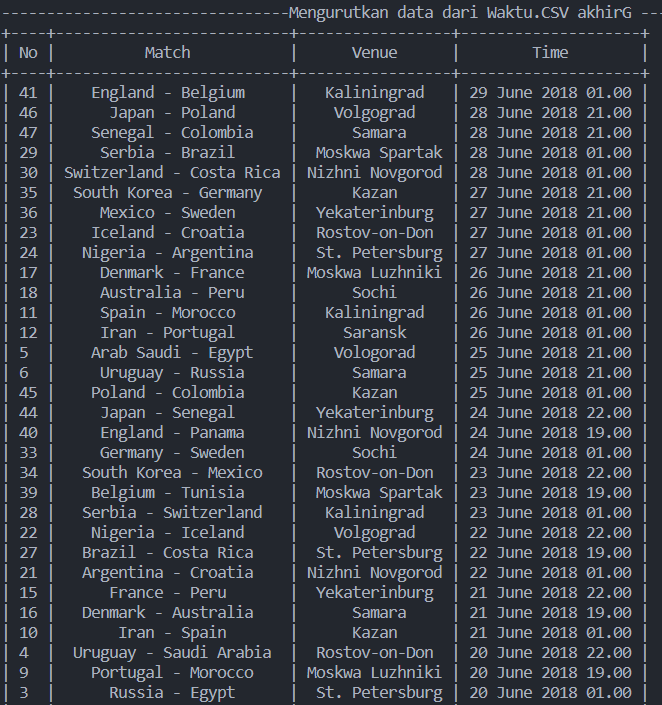 -------------------------------Mengurutkan data dari Waktu.CSV akhirG ---
+----+--------------------------+-----------------+--------------------+
| No | Match | Venue | Time |
+----+--------------------------+-----------------+--------------------+
| 41 | England - Belgium | Kaliningrad | 29 June 2018 01.00 |
| 46 | Japan - Poland | Volgograd | 28 June 2018 21.00 |
| 47 | Senegal - Colombia | Samara | 28 June 2018 21.00 |
| 29 | Serbia - Brazil | Moskwa Spartak | 28 June 2018 01.00 |
| 30 | Switzerland - Costa Rica | Nizhni Novgorod | 28 June 2018 01.00 |
| 35 | South Korea - Germany | Kazan | 27 June 2018 21.00 |
| 36 | Mexico - Sweden | Yekaterinburg | 27 June 2018 21.00 |
| 23 | Iceland - Croatia | Rostov-on-Don | 27 June 2018 01.00 |
| 24 | Nigeria - Argentina | St. Petersburg | 27 June 2018 01.00 |
| 17 | Denmark - France | Moskwa Luzhniki | 26 June 2018 21.00 |
| 18 | Australia - Peru | Sochi | 26 June 2018 21.00 |
| 11 | Spain - Morocco | Kaliningrad | 26 June 2018 01.00 |
| 12 | Iran - Portugal | Saransk | 26 June 2018 01.00 |
| 5 | Arab Saudi - Egypt | Vologorad | 25 June 2018 21.00 |
| 6 | Uruguay - Russia | Samara | 25 June 2018 21.00 |
| 45 | Poland - Colombia | Kazan | 25 June 2018 01.00 |
| 44 | Japan - Senegal | Yekaterinburg | 24 June 2018 22.00 |
| 40 | England - Panama | Nizhni Novgorod | 24 June 2018 19.00 |
| 33 | Germany - Sweden | Sochi | 24 June 2018 01.00 |
| 34 | South Korea - Mexico | Rostov-on-Don | 23 June 2018 22.00 |
| 39 | Belgium - Tunisia | Moskwa Spartak | 23 June 2018 19.00 |
| 28 | Serbia - Switzerland | Kaliningrad | 23 June 2018 01.00 |
| 22 | Nigeria - Iceland | Volgograd | 22 June 2018 22.00 |
| 27 | Brazil - Costa Rica | St. Petersburg | 22 June 2018 19.00 |
| 21 | Argentina - Croatia | Nizhni Novgorod | 22 June 2018 01.00 |
| 15 | France - Peru | Yekaterinburg | 21 June 2018 22.00 |
| 16 | Denmark - Australia | Samara | 21 June 2018 19.00 |
| 10 | Iran - Spain | Kazan | 21 June 2018 01.00 |
| 4 | Uruguay - Saudi Arabia | Rostov-on-Don | 20 June 2018 22.00 |
| 9 | Portugal - Morocco | Moskwa Luzhniki | 20 June 2018 19.00 |
| 3 | Russia - Egypt | St. Petersburg | 20 June 2018 01.00 |